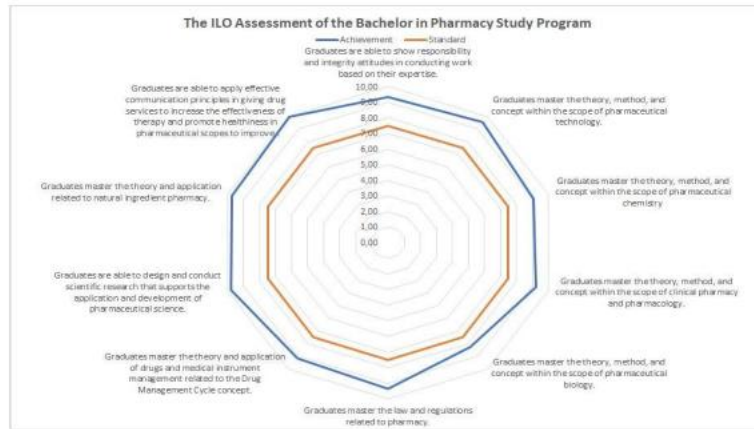 The ILO Assessment of the Bachelor in Pharmacy Study Program
Achievement Standard
Graduates are able to show responsibility
and integrity attitudes in conducting work
based on their expertise.
Graduates are able to apply effective
communication principles in giving drug
services to increase the effectiveness of
therapy and promote healthiness in
pharmaceutical scopes to improve
Graduates master the theory, method, and
concept within the scope of pharmaceutical
technology.
10,00
9,00
8,00
7,00
6,00
5,00
4,00
3,00
2,00
1,00
0,00
Graduates master the theory and application
related to natural ingredient pharmacy.
Graduates master the theory, method, and
concept within the scope of pharmaceutical
chemistry
Graduates are able to design and conduct
scientific research that supports the
application and development of
pharmaceutical science.
Graduates master the theory, method, and
concept within the scope of clinical pharmacy
and pharmacology.
Graduates master the theory and application
of drugs and medical instrument
management related to the Drug
Management Cycle concept.
Graduates master the theory, method, and
concept within the scope of pharmaceutical
biology.
Graduates master the law and regulations
related to pharmacy.